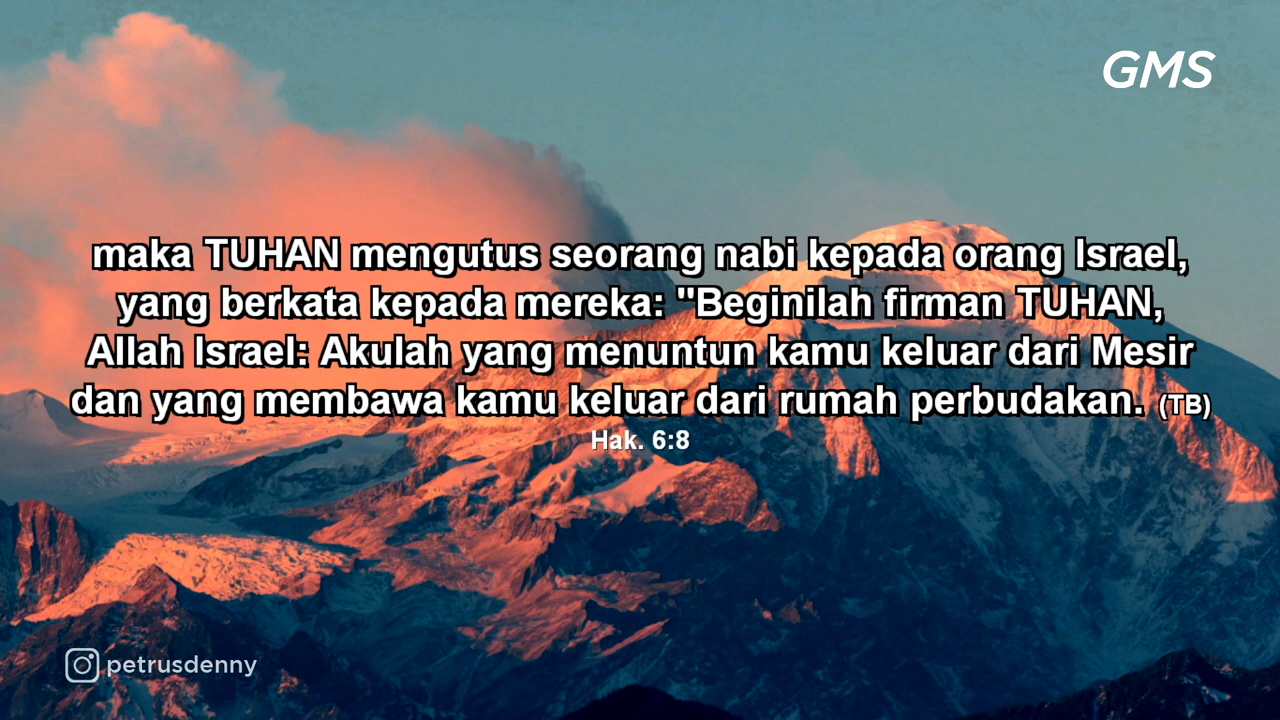 GMS
maka TUHAN mengutus seorang nabi kepada orang Israel,
yang berkata kepada mereka: "Beginilah firman TUHAN,
Allah Israel: Akulah yang menuntun kamu keluar dari Mesir
dan yang membawa kamu keluar dari rumah perbudakan. (TB)
Hak. 6:8
petrusdenny